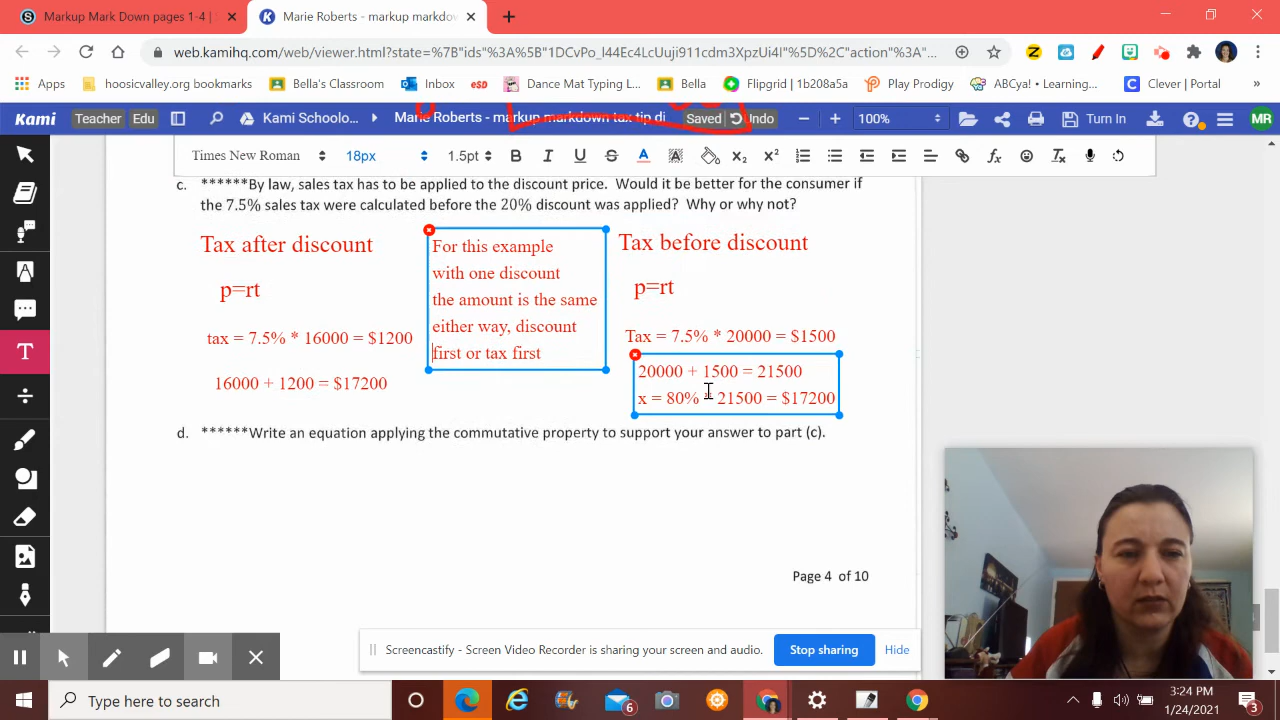 Markup Mark Down pages 1-4 |
Marie Roberts - markup markdow
web.kamihq.com/web/viewer.html?state=%7B"ids"%3A%5B"1DCvPo_l44Ec4LcUuji911cdm3XpzUi4I"%5D%2C"action"%3A"...
Apps
hoosicvalley.org bookmarks
Bella's Classroom
Inbox
esd
Dance Mat Typing L...
Bella
Flipgrid | 1b208a5a
Play Prodigy
ABCya! • Learning...
Clever | Portal
Kami
Teacher
Edu
Kami Schoolo...
Marie Roberts - markup markdown tax tip di
Saved
Undo
100%
Turn In
MR
Times New Roman
18px
1.5pt
c. ******By law, sales tax has to be applied to the discount price. Would it be better for the consumer if
the 7.5% sales tax were calculated before the 20% discount was applied? Why or why not?
Tax after discount
p=rt
tax = 7.5% * 16000 = $1200
16000 + 1200 = $17200
For this example
with one discount
the amount is the same
either way, discount
first or tax first
Tax before discount
p=rt
Tax = 7.5% * 20000 = $1500
20000 + 1500 = 21500
x = 80% * 21500 = $17200
d. ******Write an equation applying the commutative property to support your answer to part (c).
Page 4 of 10
Screencastify - Screen Video Recorder is sharing your screen and audio.
Stop sharing
Hide
Type here to search
6
3:24 PM
1/24/2021
3